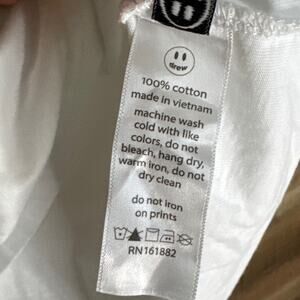 drew
100% cotton
made in vietnam
machine wash
cold with like
colors, do not
bleach, hang dry,
warm iron, do not
dry clean
do not iron
on prints
RN161882